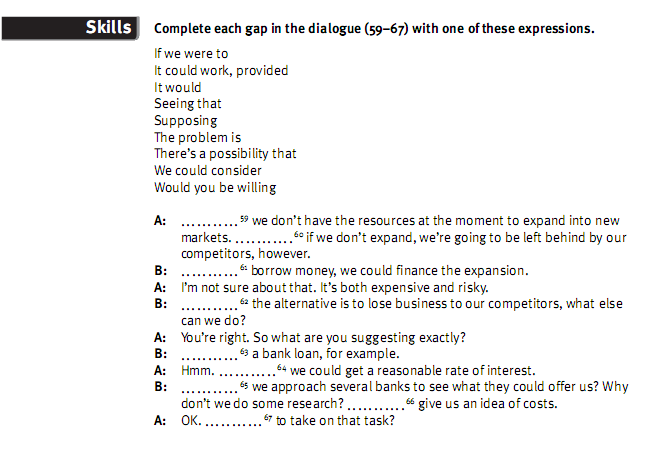 Skills
Complete each gap in the dialogue (59–67) with one of these expressions.
If we were to
It could work, provided
It would
Seeing that
Supposing
The problem is
There's a possibility that
We could consider
Would you be willing
A: ........... 59 we don't have the resources at the moment to expand into new
markets. ........... 60 if we don't expand, we're going to be left behind by our
competitors, however.
B: ........... 61 borrow money, we could finance the expansion.
A: I'm not sure about that. It's both expensive and risky.
B: ........... 62 the alternative is to lose business to our competitors, what else
can we do?
A: You're right. So what are you suggesting exactly?
B: ........... 63 a bank loan, for example.
A: Hmm. ........... 64 we could get a reasonable rate of interest.
B: ........... 65 we approach several banks to see what they could offer us? Why
don't we do some research? ........... 66 give us an idea of costs.
A: OK. ........... 67 to take on that task?